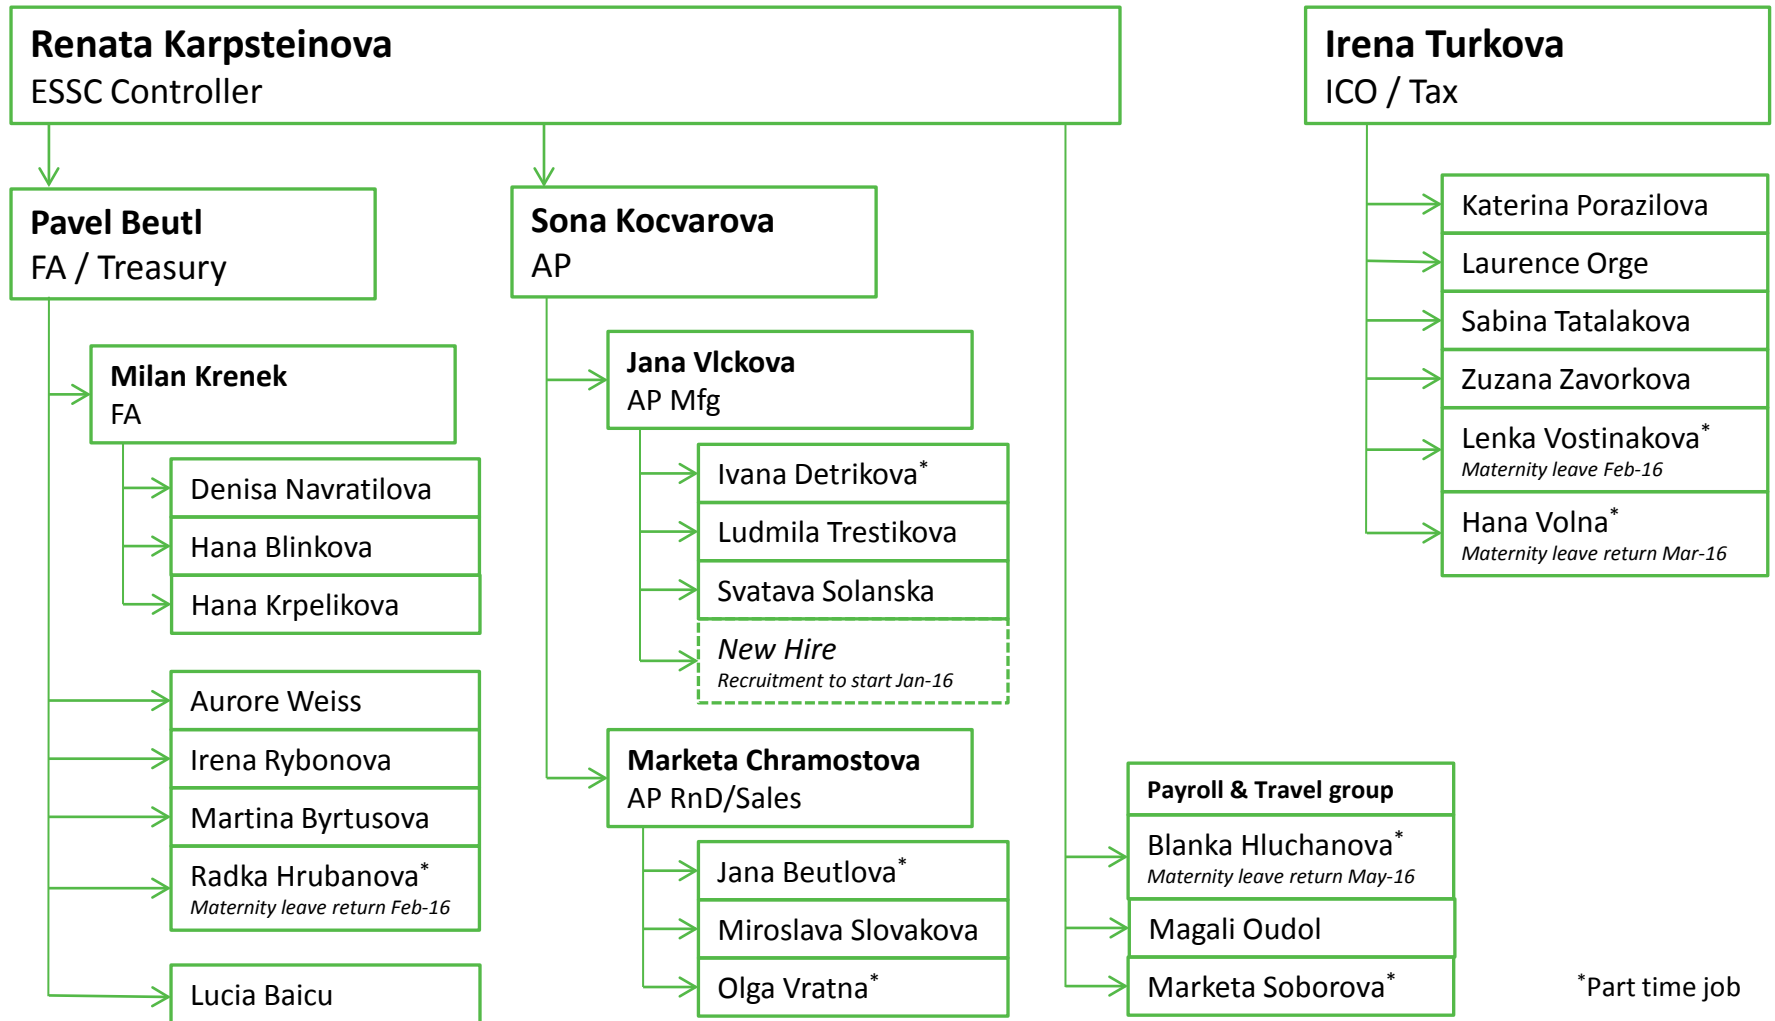 Renata Karpsteinova
ESSC Controller
Irena Turkova
ICO / Tax
Pavel Beutl
FA / Treasury
Milan Krenek
FA
Denisa Navratilova
Hana Blinkova
Hana Krpelikova
Aurore Weiss
Irena Rybonova
Martina Byrtusova
Radka Hrubanova*
Maternity leave return Feb-16
Lucia Baicu
Sona Kocvarova
AP
Jana Vlckova
AP Mfg
Ivana Detrikova*
Ludmila Trestikova
Svatava Solanska
New Hire
Recruitment to start Jan-16
Marketa Chramostova
AP RnD/Sales
Jana Beutlova*
Miroslava Slovakova
Olga Vratna*
Payroll & Travel group
Blanka Hluchanova*
Maternity leave return May-16
Magali Oudol
Marketa Soborova*
Katerina Porazilova
Laurence Orge
Sabina Tatalakova
Zuzana Zavorkova
Lenka Vostinakova*
Maternity leave Feb-16
Hana Volna*
Maternity leave return Mar-16
*Part time job